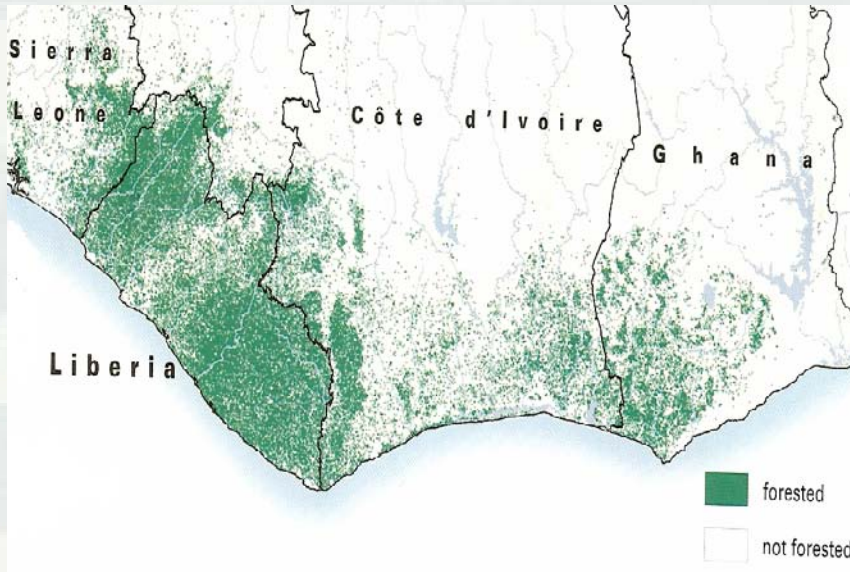 Sierra
Leone
Côte d'Ivoire
Ghana
Liberia
forested
not forested